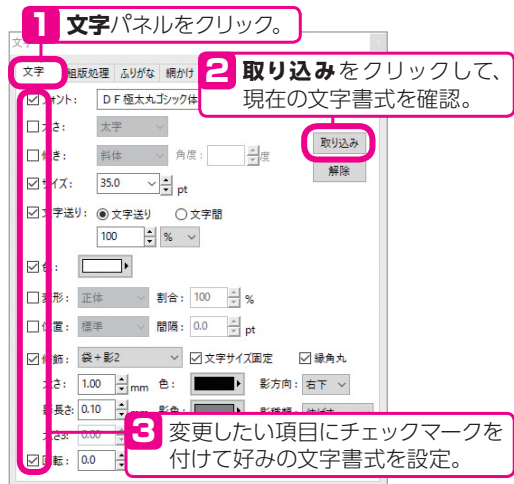 1 文字パネルをクリック。
文字 組版処理 ふりがな 網かけ
2 取り込みをクリックして、
現在の文字書式を確認。
フォント： ＤＦ極太丸ゴシック体
太さ： 太字
取り込み
傾き： 斜体 角度： 度
解除
サイズ： 35.0 pt
文字送り： 文字送り 文字間
100 %
色：
変形： 正体 割合： 100 %
位置： 標準 間隔： 0.0 pt
修飾： 袋＋影2 文字サイズ固定 縁角丸
太さ： 1.00 mm 色： 影方向： 右下
影長さ 0.10 mm 影色：
3 変更したい項目にチェックマークを
太さ3: 0.00
付けて好みの文字書式を設定。
回転： 0.0